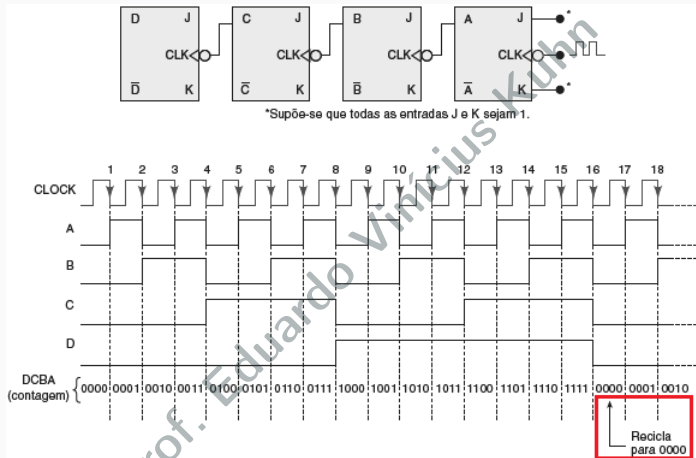 D J C J B J A J *
CLK CLK CLK CLK
D̅ K C̅ K B̅ K A̅ K *
*Supõe-se que todas as entradas J e K sejam 1.
1 2 3 4 5 6 7 8 9 10 11 12 13 14 15 16 17 18
CLOCK
A
B
C
D
DCBA
(contagem) { 0000 0001 0010 0011 0100 0101 0110 0111 1000 1001 1010 1011 1100 1101 1110 1111 0000 0001 0010
Recicla
para 0000
Prof. Eduardo Vinícius Kuhn